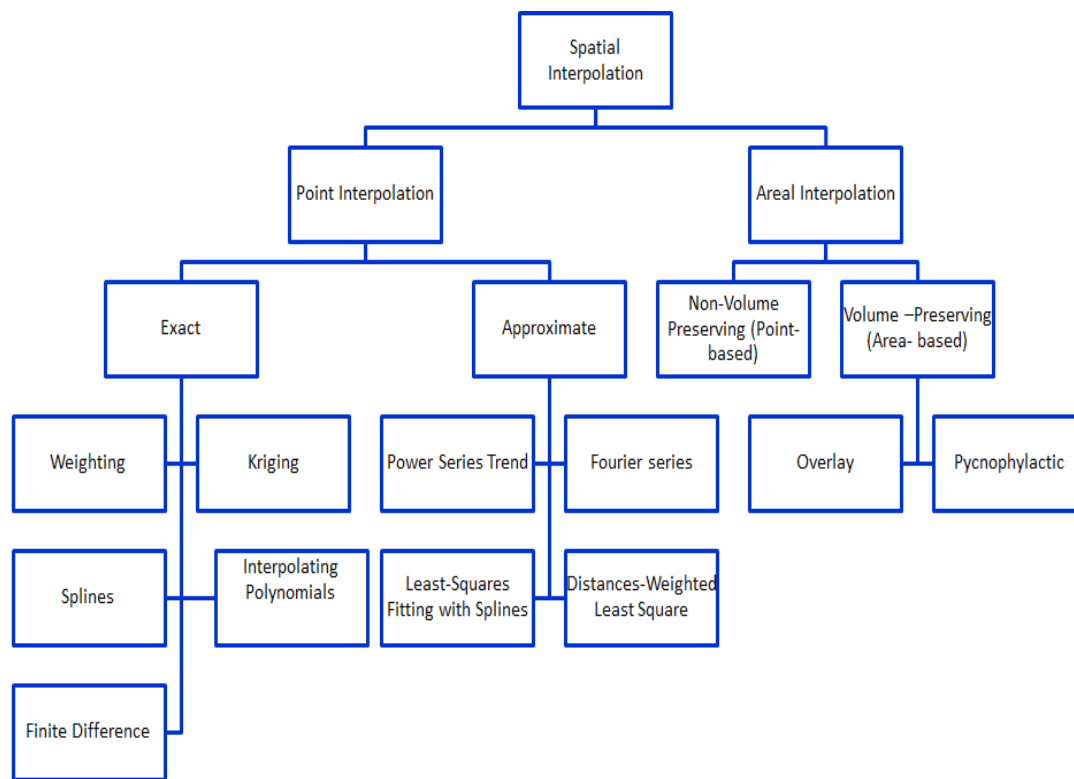 Spatial
Interpolation
Point Interpolation
Areal Interpolation
Exact
Approximate
Non-Volume
Preserving (Point-
based)
Volume –Preserving
(Area- based)
Weighting
Kriging
Power Series Trend
Fourier series
Overlay
Pycnophylactic
Splines
Interpolating
Polynomials
Least-Squares
Fitting with Splines
Distances-Weighted
Least Square
Finite Difference